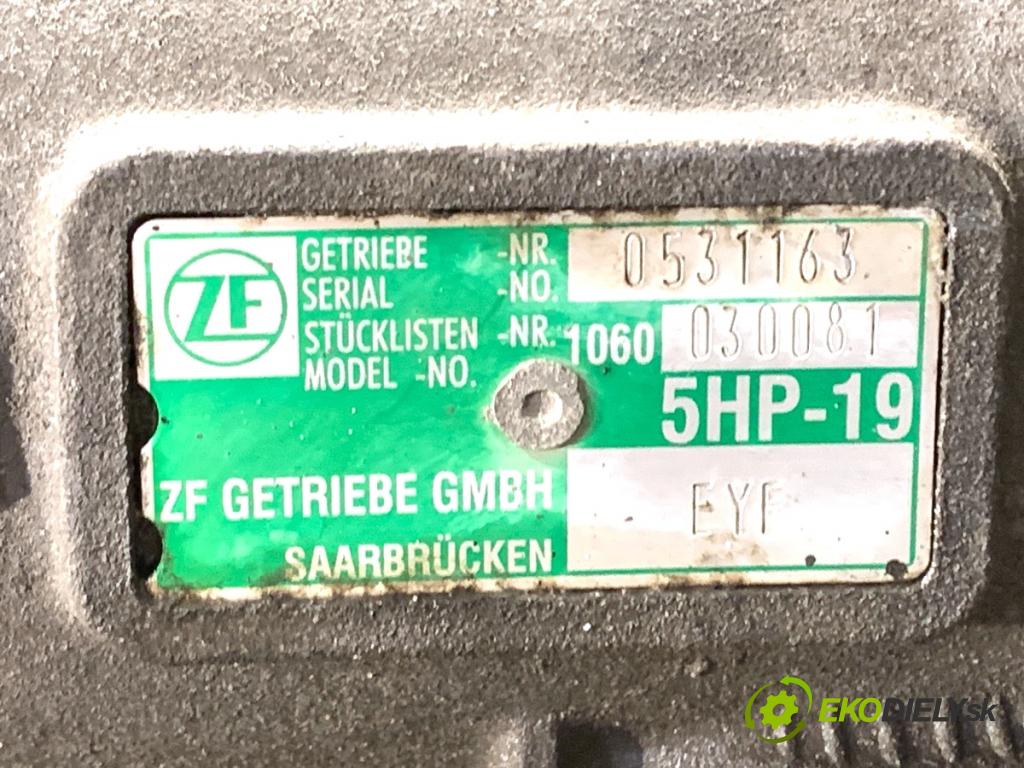 ZF
GETRIEBE -NR. 0531163
SERIAL -NO.
STÜCKLISTEN -NR. 1060 030081
MODEL -NO.
5HP-19
ZF GETRIEBE GMBH EYF
SAARBRÜCKEN
EKODIELY.sk